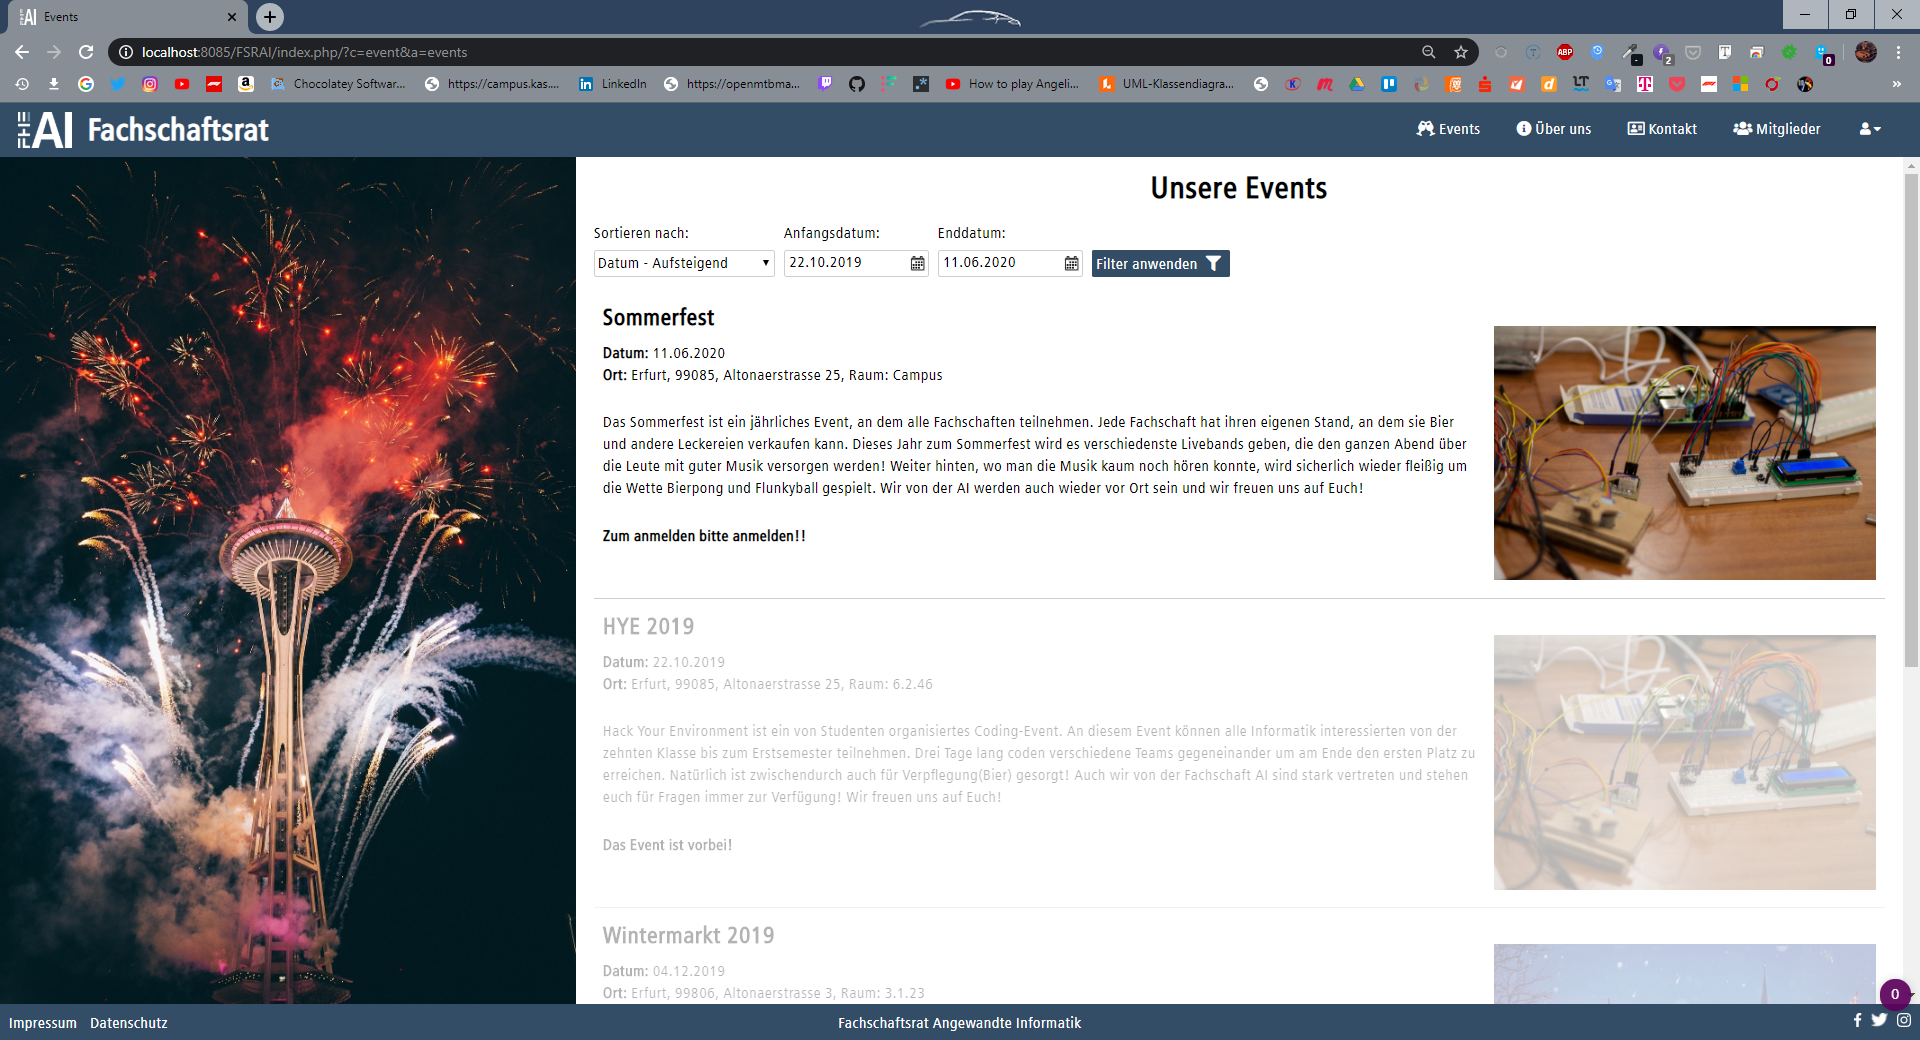 Events
localhost:8085/FSRAI/index.php/?c=event&a=events
ABP
2
0
Chocolatey Softwar...
https://campus.kas....
LinkedIn
https://openmtbma...
How to play Angeli...
UML-Klassendiagra...
FHE AI Fachschaftsrat
Events
Über uns
Kontakt
Mitglieder
Unsere Events
Sortieren nach:
Anfangsdatum:
Enddatum:
Datum - Aufsteigend
22.10.2019
11.06.2020
Filter anwenden
Sommerfest
Datum: 11.06.2020
Ort: Erfurt, 99085, Altonaerstrasse 25, Raum: Campus
Das Sommerfest ist ein jährliches Event, an dem alle Fachschaften teilnehmen. Jede Fachschaft hat ihren eigenen Stand, an dem sie Bier
und andere Leckereien verkaufen kann. Dieses Jahr zum Sommerfest wird es verschiedenste Livebands geben, die den ganzen Abend über
die Leute mit guter Musik versorgen werden! Weiter hinten, wo man die Musik kaum noch hören konnte, wird sicherlich wieder fleißig um
die Wette Bierpong und Flunkyball gespielt. Wir von der AI werden auch wieder vor Ort sein und wir freuen uns auf Euch!
Zum anmelden bitte anmelden!!
HYE 2019
Datum: 22.10.2019
Ort: Erfurt, 99085, Altonaerstrasse 25, Raum: 6.2.46
Hack Your Environment ist ein von Studenten organisiertes Coding-Event. An diesem Event können alle Informatik interessierten von der
zehnten Klasse bis zum Erstsemester teilnehmen. Drei Tage lang coden verschiedene Teams gegeneinander um am Ende den ersten Platz zu
erreichen. Natürlich ist zwischendurch auch für Verpflegung(Bier) gesorgt! Auch wir von der Fachschaft AI sind stark vertreten und stehen
euch für Fragen immer zur Verfügung! Wir freuen uns auf Euch!
Das Event ist vorbei!
Wintermarkt 2019
Datum: 04.12.2019
Ort: Erfurt, 99806, Altonaerstrasse 3, Raum: 3.1.23
0
Impressum
Datenschutz
Fachschaftsrat Angewandte Informatik